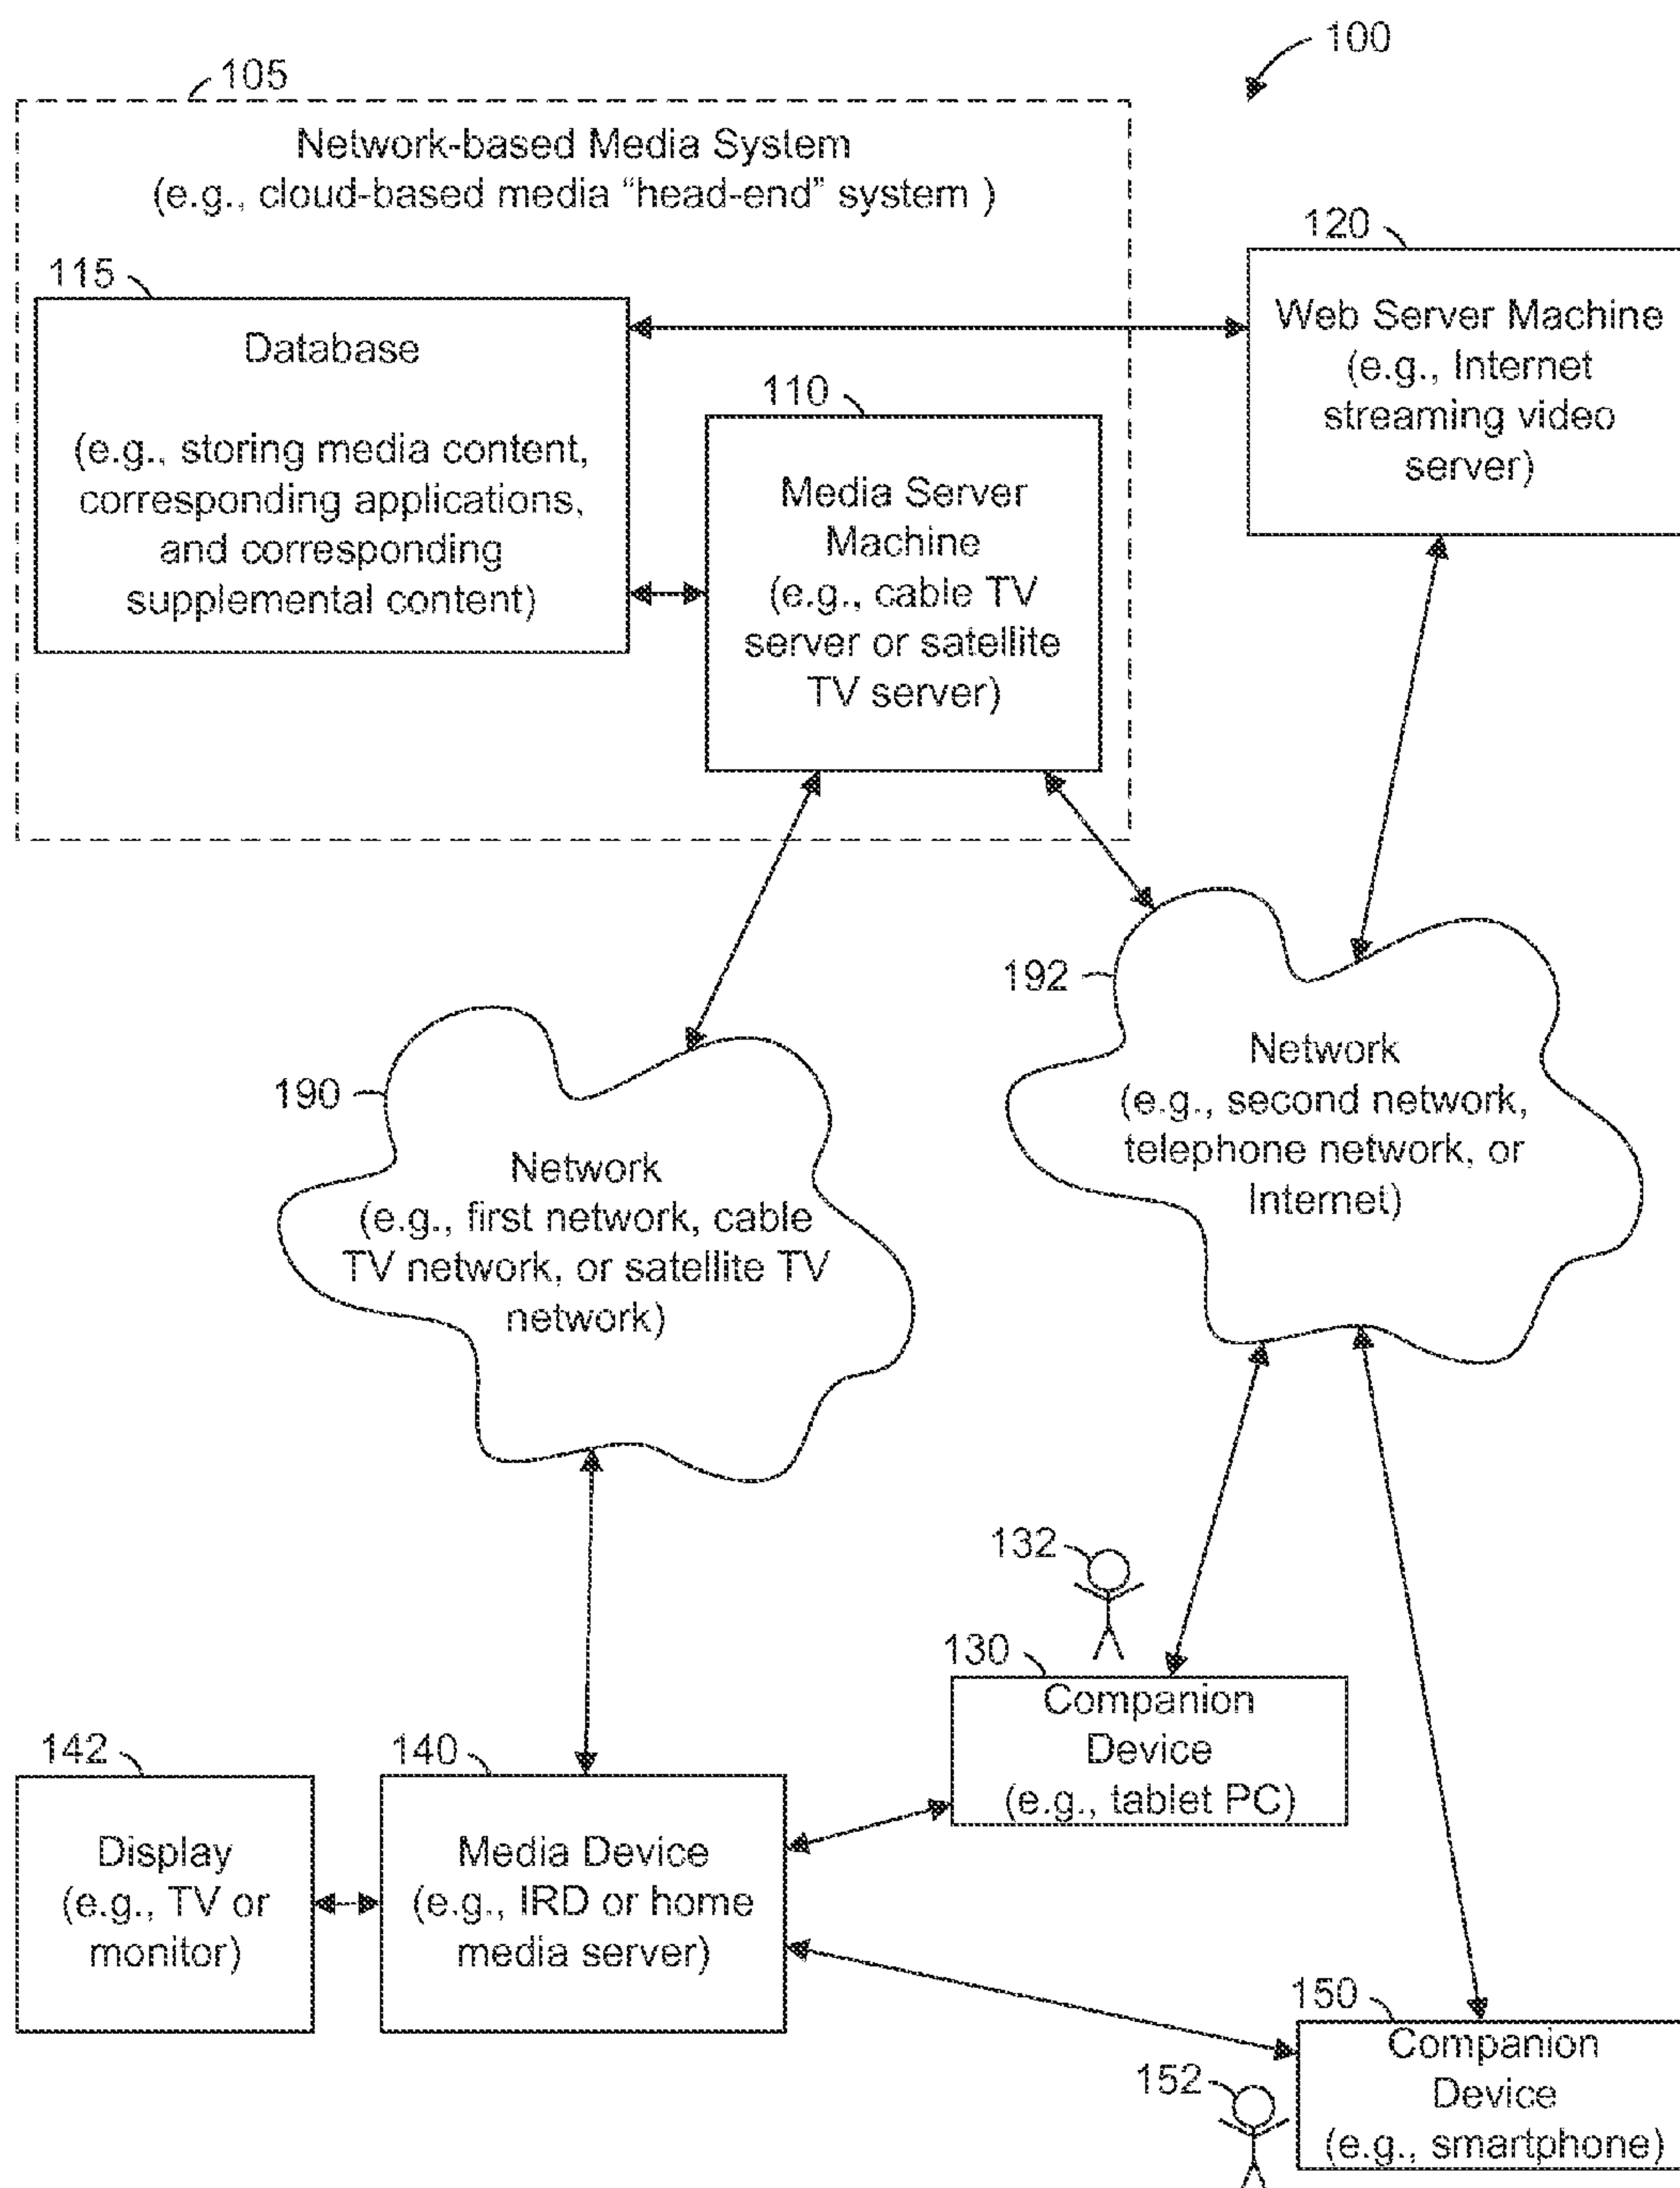 100
105
Network-based Media System
(e.g., cloud-based media “head-end” system )
115
Database
(e.g., storing media content,
corresponding applications,
and corresponding
supplemental content)
110
Media Server
Machine
(e.g., cable TV
server or satellite
TV server)
120
Web Server Machine
(e.g., Internet
streaming video
server)
190
Network
(e.g., first network, cable
TV network, or satellite TV
network)
192
Network
(e.g., second network,
telephone network, or
Internet)
132
130
Companion
Device
(e.g., tablet PC)
142
Display
(e.g., TV or
monitor)
140
Media Device
(e.g., IRD or home
media server)
150
Companion
Device
(e.g., smartphone)
152